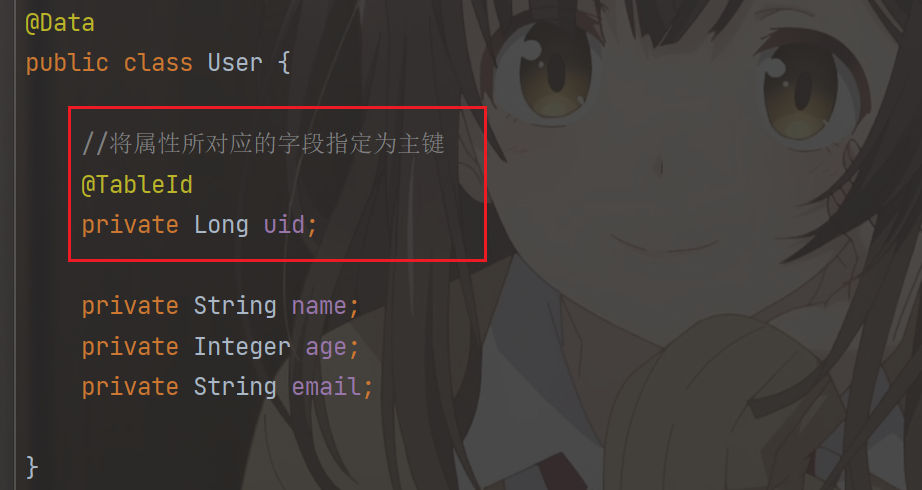 @Data
public class User {
//将属性所对应的字段指定为主键
@TableId
private Long uid;
private String name;
private Integer age;
private String email;
}